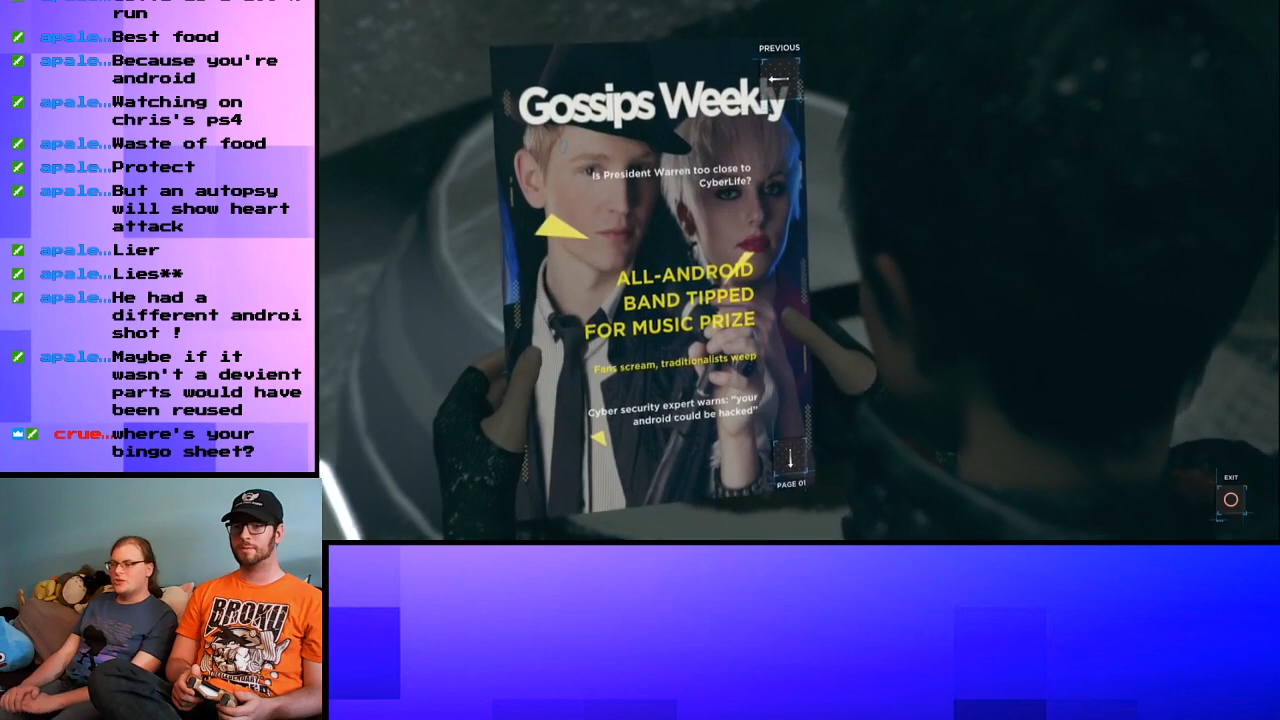 run
apale...Best food
apale...Because you're
android
apale...Watching on
chris's ps4
apale...Waste of food
apale...Protect
apale...But an autopsy
will show heart
attack
apale...Lier
apale...Lies**
apale...He had a
different androi
shot !
apale...Maybe if it
wasn't a devient
parts would have
been reused
crue...where's your
bingo sheet?
PREVIOUS
Gossips Weekly
Is President Warren too close to
CyberLife?
ALL-ANDROID
BAND TIPPED
FOR MUSIC PRIZE
Fans scream, traditionalists weep
Cyber security expert warns: "your
android could be hacked"
PAGE 01
EXIT
BROKU